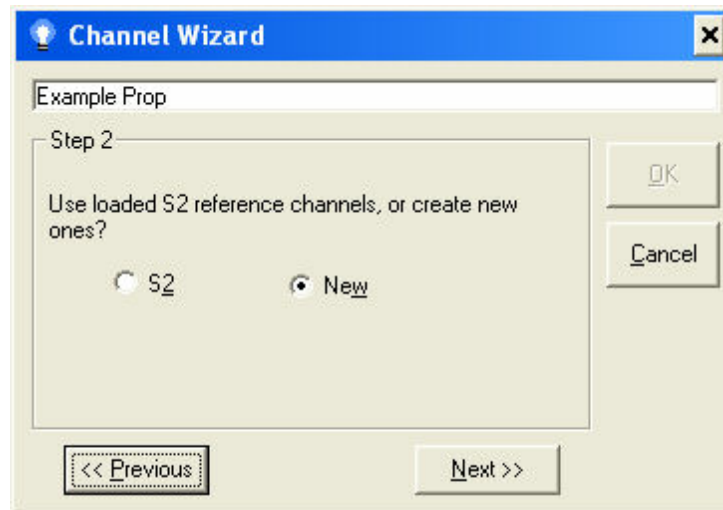 Channel Wizard
Example Prop
Step 2
OK
Use loaded S2 reference channels, or create new
ones?
Cancel
S2
New
<< Previous
Next >>